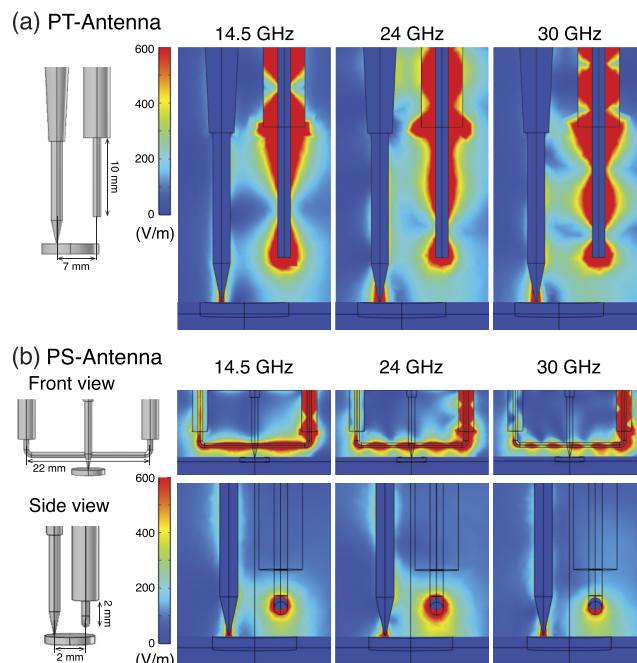 (a) PT-Antenna
14.5 GHz
24 GHz
30 GHz
600
400
200
0
(V/m)
10 mm
7 mm
(b) PS-Antenna
Front view
14.5 GHz
24 GHz
30 GHz
22 mm
Side view
600
400
200
0
(V/m)
2 mm
2 mm